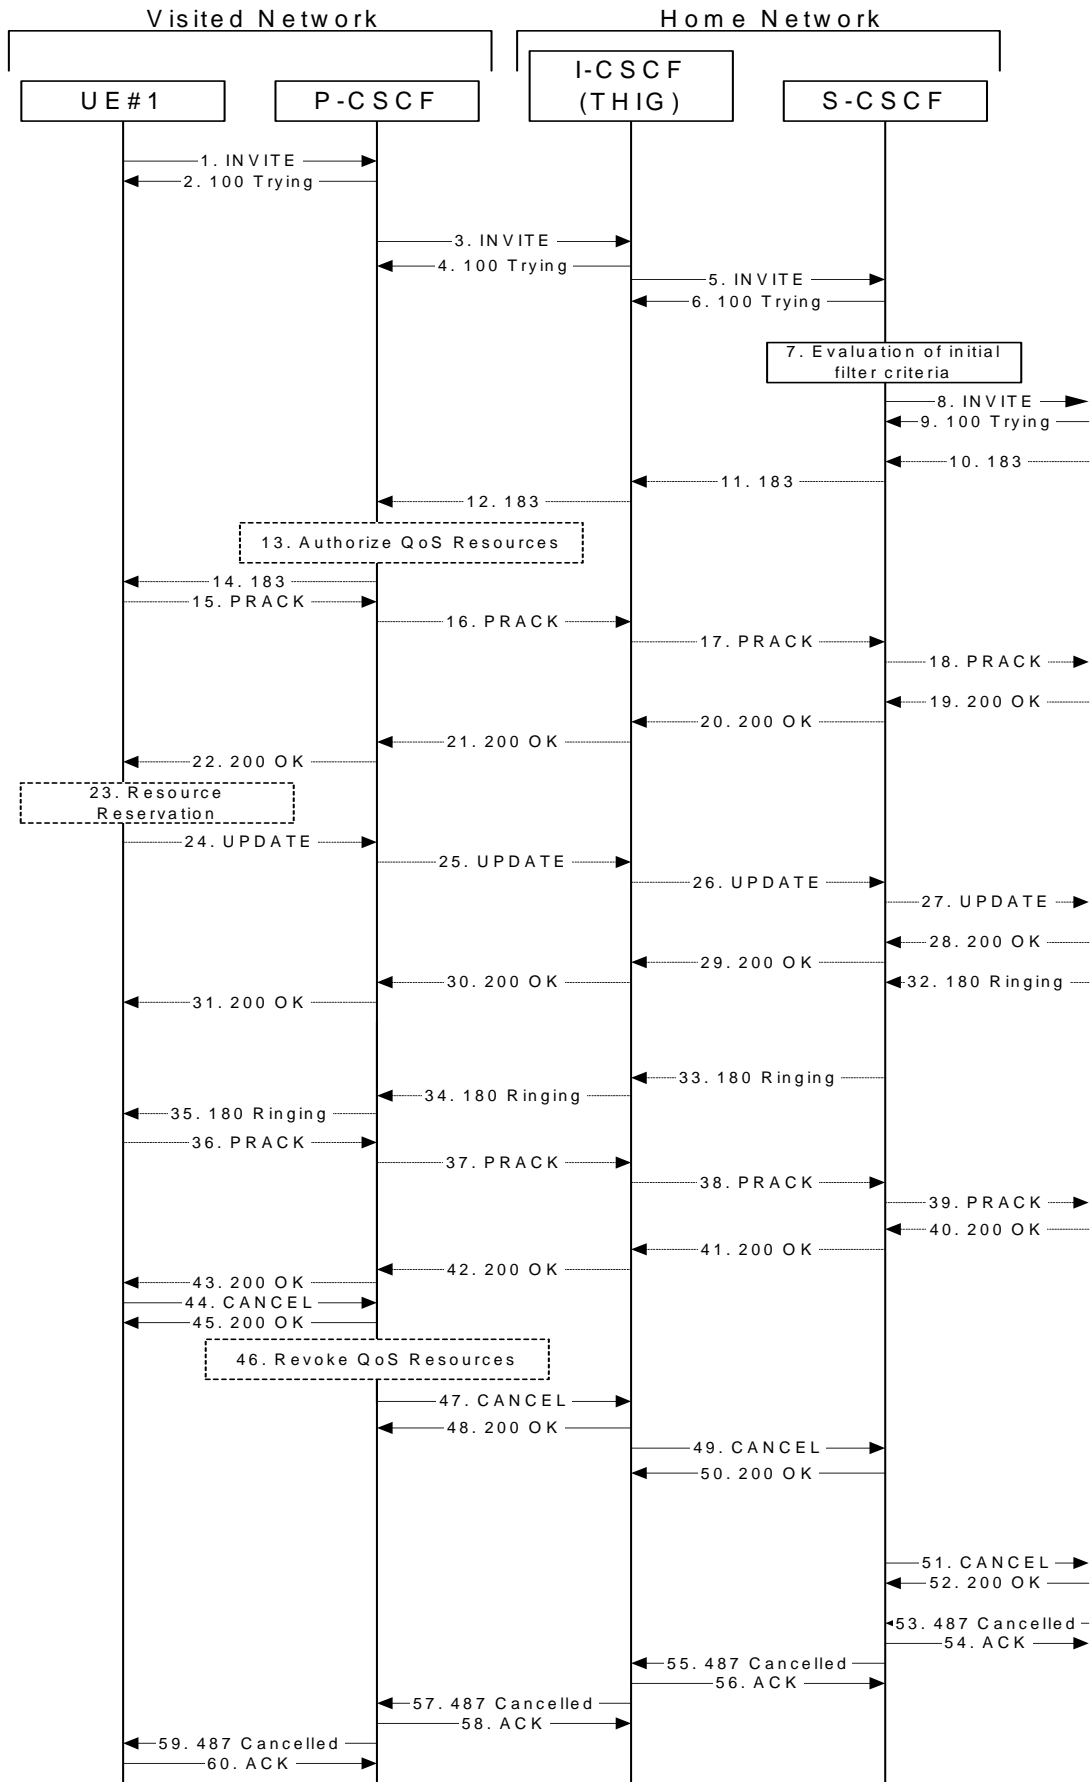 Visited Network
Home Network
UE#1
P-CSCF
I-CSCF
(THIG)
S-CSCF
1. INVITE
2. 100 Trying
3. INVITE
4. 100 Trying
5. INVITE
6. 100 Trying
7. Evaluation of initial
filter criteria
8. INVITE
9. 100 Trying
10. 183
11. 183
12. 183
13. Authorize QoS Resources
14. 183
15. PRACK
16. PRACK
17. PRACK
18. PRACK
19. 200 OK
20. 200 OK
21. 200 OK
22. 200 OK
23. Resource
Reservation
24. UPDATE
25. UPDATE
26. UPDATE
27. UPDATE
28. 200 OK
29. 200 OK
30. 200 OK
32. 180 Ringing
31. 200 OK
33. 180 Ringing
34. 180 Ringing
35. 180 Ringing
36. PRACK
37. PRACK
38. PRACK
39. PRACK
40. 200 OK
41. 200 OK
42. 200 OK
43. 200 OK
44. CANCEL
45. 200 OK
46. Revoke QoS Resources
47. CANCEL
48. 200 OK
49. CANCEL
50. 200 OK
51. CANCEL
52. 200 OK
53. 487 Cancelled
54. ACK
55. 487 Cancelled
56. ACK
57. 487 Cancelled
58. ACK
59. 487 Cancelled
60. ACK